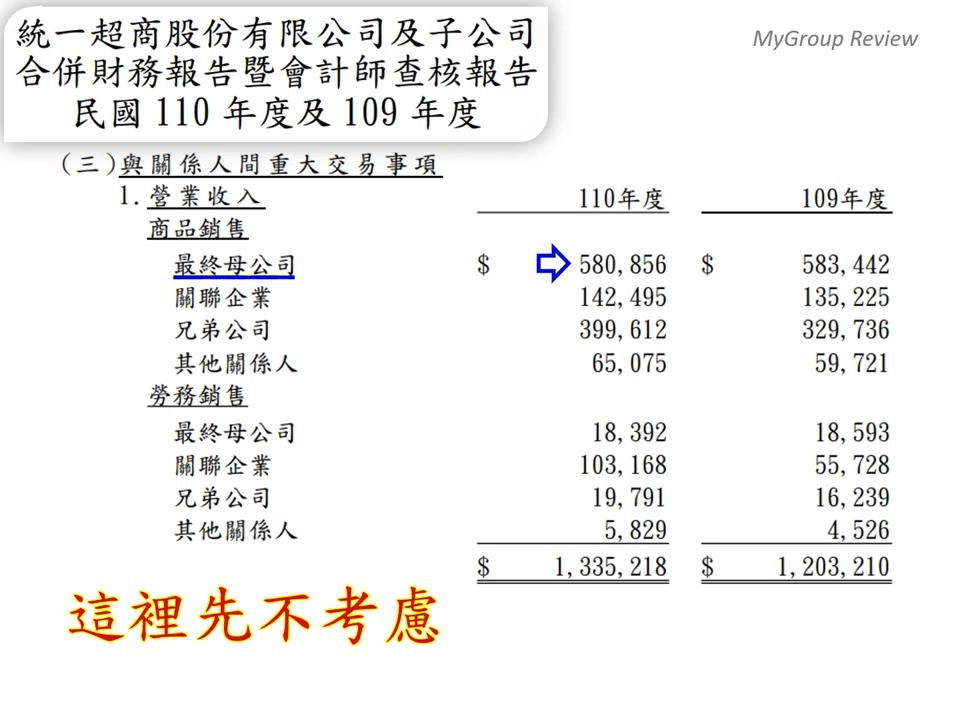 統一超商股份有限公司及子公司
合併財務報告暨會計師查核報告
民國 110 年度及 109 年度
MyGroup Review
(三)與關係人間重大交易事項
1.營業收入 110年度 109年度
商品銷售
最終母公司 $ 580,856 $ 583,442
關聯企業 142,495 135,225
兄弟公司 399,612 329,736
其他關係人 65,075 59,721
勞務銷售
最終母公司 18,392 18,593
關聯企業 103,168 55,728
兄弟公司 19,791 16,239
其他關係人 5,829 4,526
$ 1,335,218 $ 1,203,210
這裡先不考慮